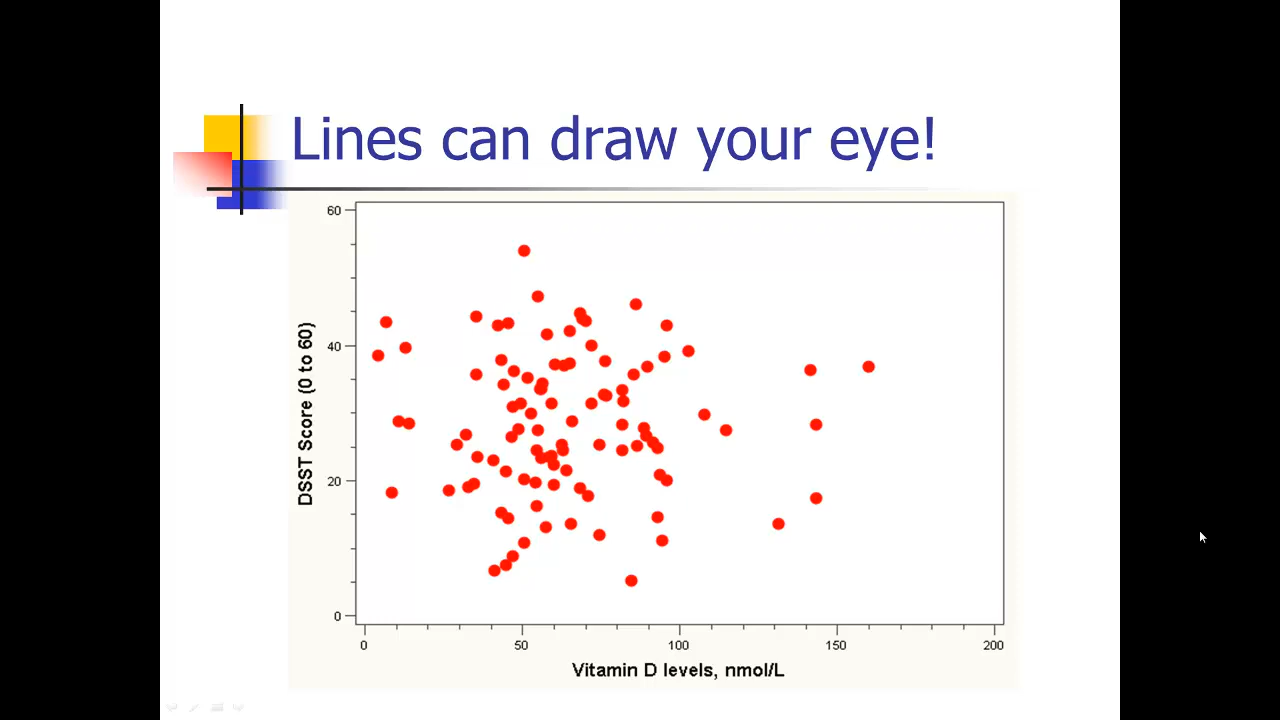 Lines can draw your eye!
60
40
20
0
DSST Score (0 to 60)
0 50 100 150 200
Vitamin D levels, nmol/L